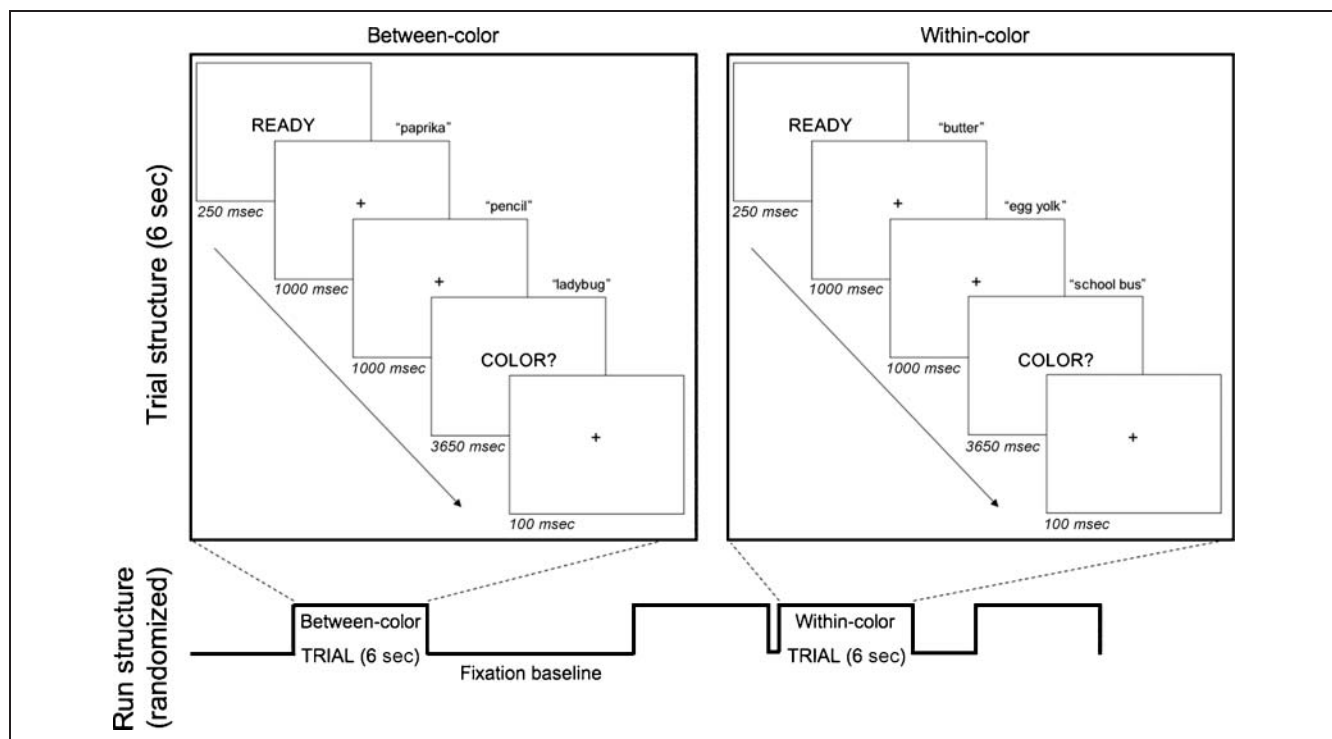 Between-color
Within-color
Trial structure (6 sec)
READY
"paprika"
250 msec
+
"pencil"
1000 msec
+
"ladybug"
1000 msec
COLOR?
3650 msec
+
100 msec
READY
"butter"
250 msec
+
"egg yolk"
1000 msec
+
"school bus"
1000 msec
COLOR?
3650 msec
+
100 msec
Run structure
(randomized)
Between-color
TRIAL (6 sec)
Fixation baseline
Within-color
TRIAL (6 sec)